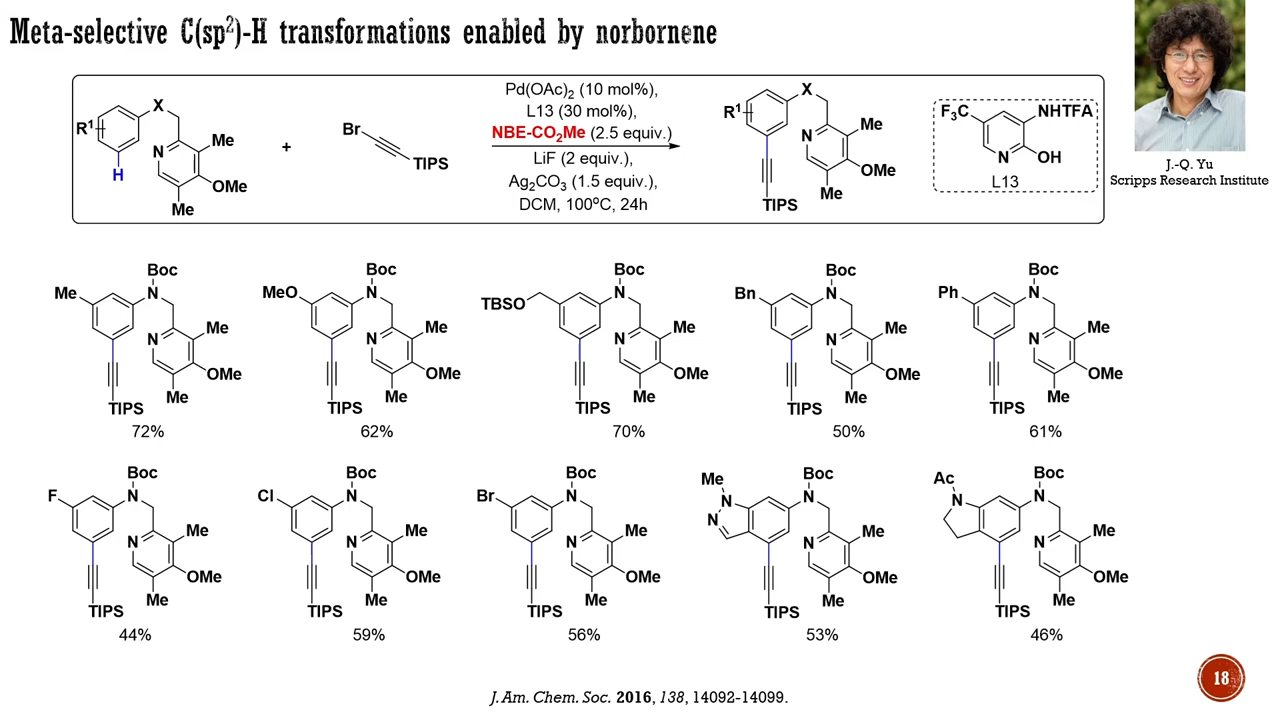 Meta-selective C(sp²)-H transformations enabled by norbornene
R¹
X
H
N
Me
OMe
Me
+
Br
TIPS
Pd(OAc)₂ (10 mol%),
L13 (30 mol%),
NBE-CO₂Me (2.5 equiv.)
LiF (2 equiv.),
Ag₂CO₃ (1.5 equiv.),
DCM, 100ºC, 24h
R¹
X
N
Me
OMe
Me
TIPS
F₃C
NHTFA
N
OH
L13
J.-Q. Yu
Scripps Research Institute
Me
Boc
N
N
Me
OMe
Me
TIPS
72%
MeO
Boc
N
N
Me
OMe
Me
TIPS
62%
TBSO
Boc
N
N
Me
OMe
Me
TIPS
70%
Bn
Boc
N
N
Me
OMe
Me
TIPS
50%
Ph
Boc
N
N
Me
OMe
Me
TIPS
61%
F
Boc
N
N
Me
OMe
Me
TIPS
44%
Cl
Boc
N
N
Me
OMe
Me
TIPS
59%
Br
Boc
N
N
Me
OMe
Me
TIPS
56%
Me
N
N
Boc
N
N
Me
OMe
Me
TIPS
53%
Ac
N
Boc
N
N
Me
OMe
Me
TIPS
46%
J. Am. Chem. Soc. 2016, 138, 14092-14099.
18